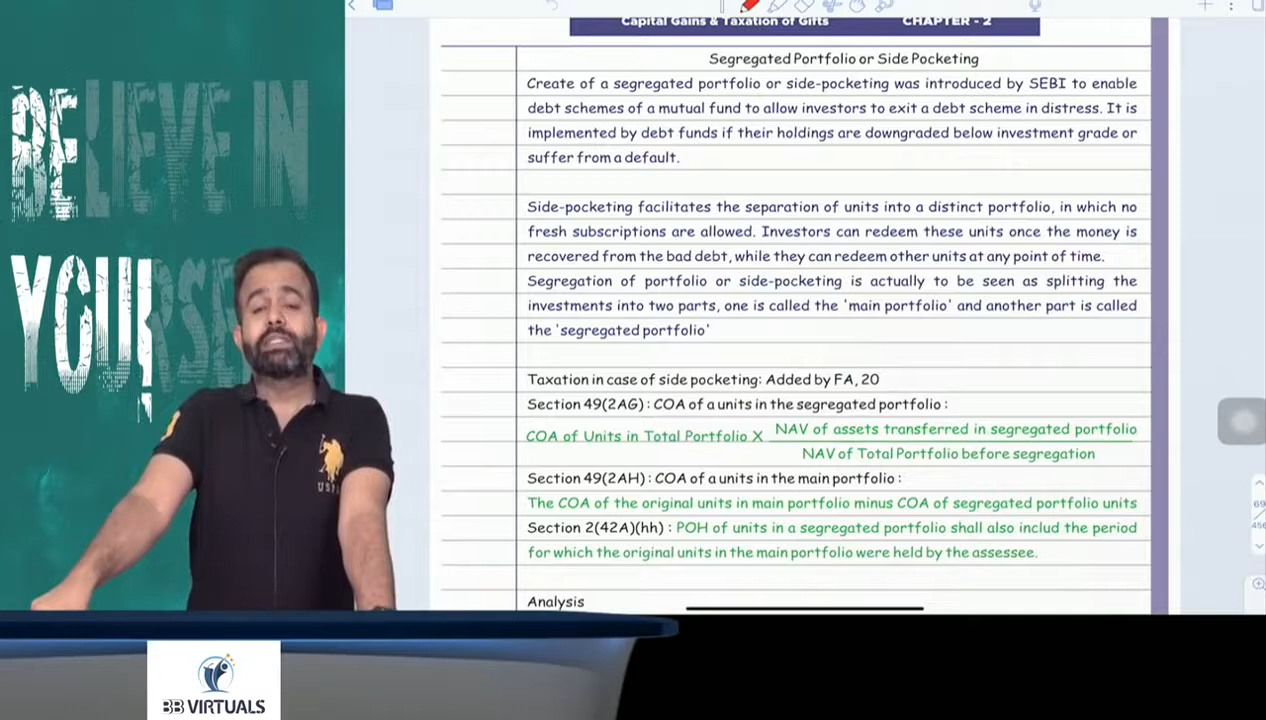 BELIEVE IN
YOURSELF!
Capital Gains & Taxation of Gifts CHAPTER - 2
Segregated Portfolio or Side Pocketing
Create of a segregated portfolio or side-pocketing was introduced by SEBI to enable
debt schemes of a mutual fund to allow investors to exit a debt scheme in distress. It is
implemented by debt funds if their holdings are downgraded below investment grade or
suffer from a default.
Side-pocketing facilitates the separation of units into a distinct portfolio, in which no
fresh subscriptions are allowed. Investors can redeem these units once the money is
recovered from the bad debt, while they can redeem other units at any point of time.
Segregation of portfolio or side-pocketing is actually to be seen as splitting the
investments into two parts, one is called the 'main portfolio' and another part is called
the 'segregated portfolio'
Taxation in case of side pocketing: Added by FA, 20
Section 49(2AG) : COA of a units in the segregated portfolio :
COA of Units in Total Portfolio X NAV of assets transferred in segregated portfolio
NAV of Total Portfolio before segregation
Section 49(2AH) : COA of a units in the main portfolio :
The COA of the original units in main portfolio minus COA of segregated portfolio units
Section 2(42A)(hh) : POH of units in a segregated portfolio shall also includ the period
for which the original units in the main portfolio were held by the assessee.
Analysis
69
456
3
USP
BB VIRTUALS